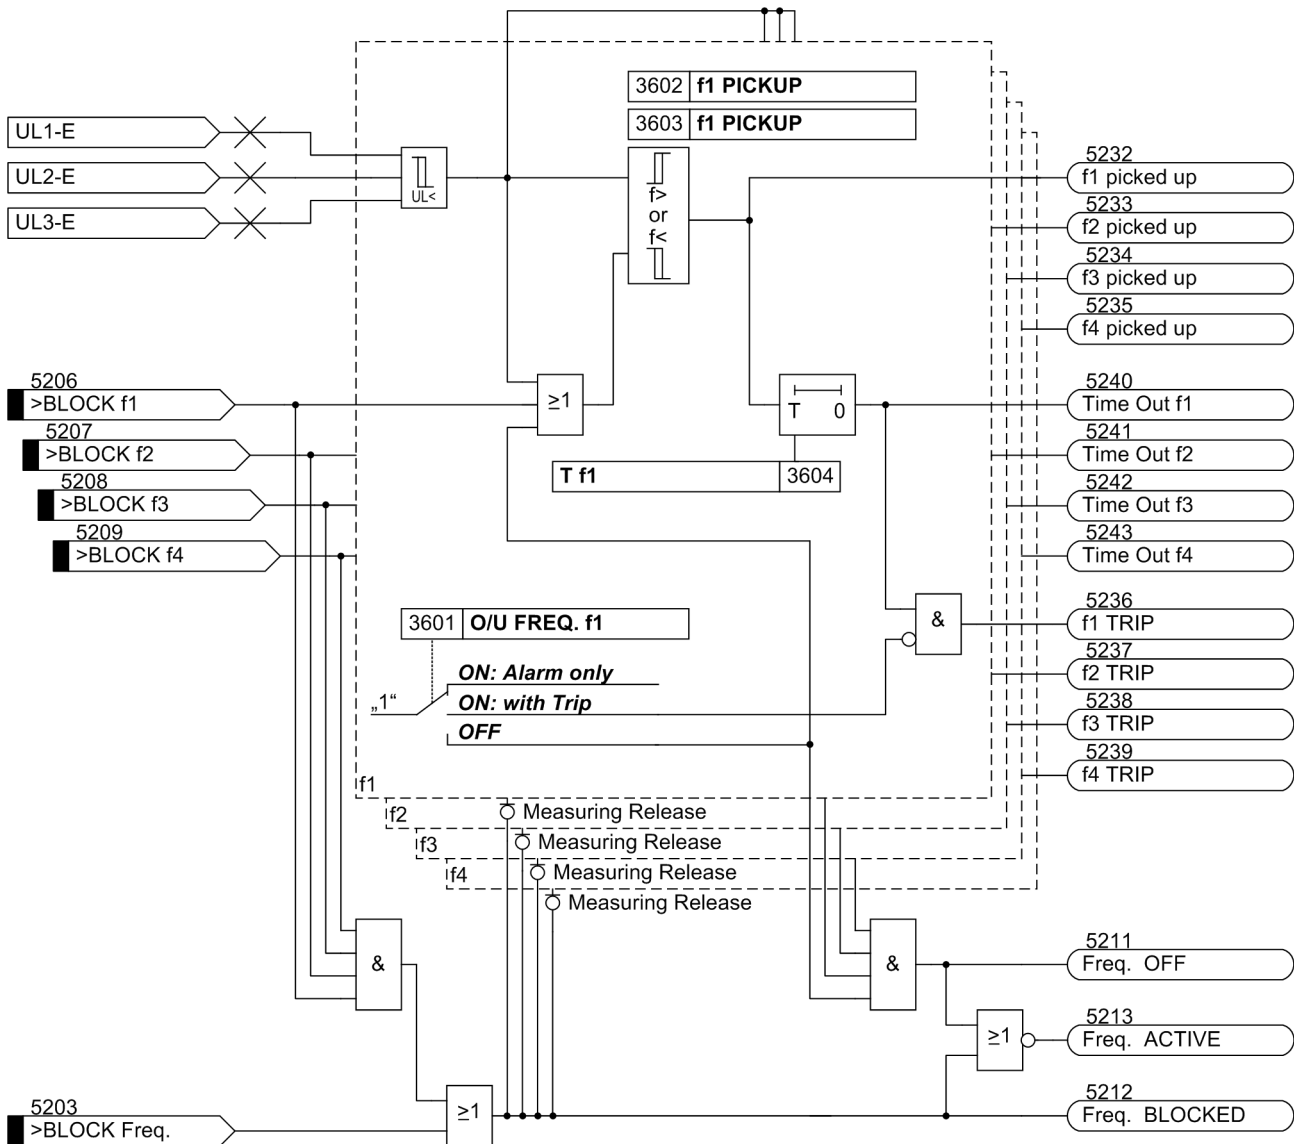 3602 f1 PICKUP
3603 f1 PICKUP
UL1-E
UL2-E
UL3-E
UL<
f>
or
f<
5232
f1 picked up
5233
f2 picked up
5234
f3 picked up
5235
f4 picked up
5206
>BLOCK f1
5207
>BLOCK f2
5208
>BLOCK f3
5209
>BLOCK f4
≥1
T 0
T f1 3604
5240
Time Out f1
5241
Time Out f2
5242
Time Out f3
5243
Time Out f4
3601 O/U FREQ. f1
„1“
ON: Alarm only
ON: with Trip
OFF
&
5236
f1 TRIP
5237
f2 TRIP
5238
f3 TRIP
5239
f4 TRIP
f1
f2
f3
f4
Measuring Release
Measuring Release
Measuring Release
Measuring Release
&
&
5211
Freq. OFF
≥1
5213
Freq. ACTIVE
5203
>BLOCK Freq.
≥1
5212
Freq. BLOCKED